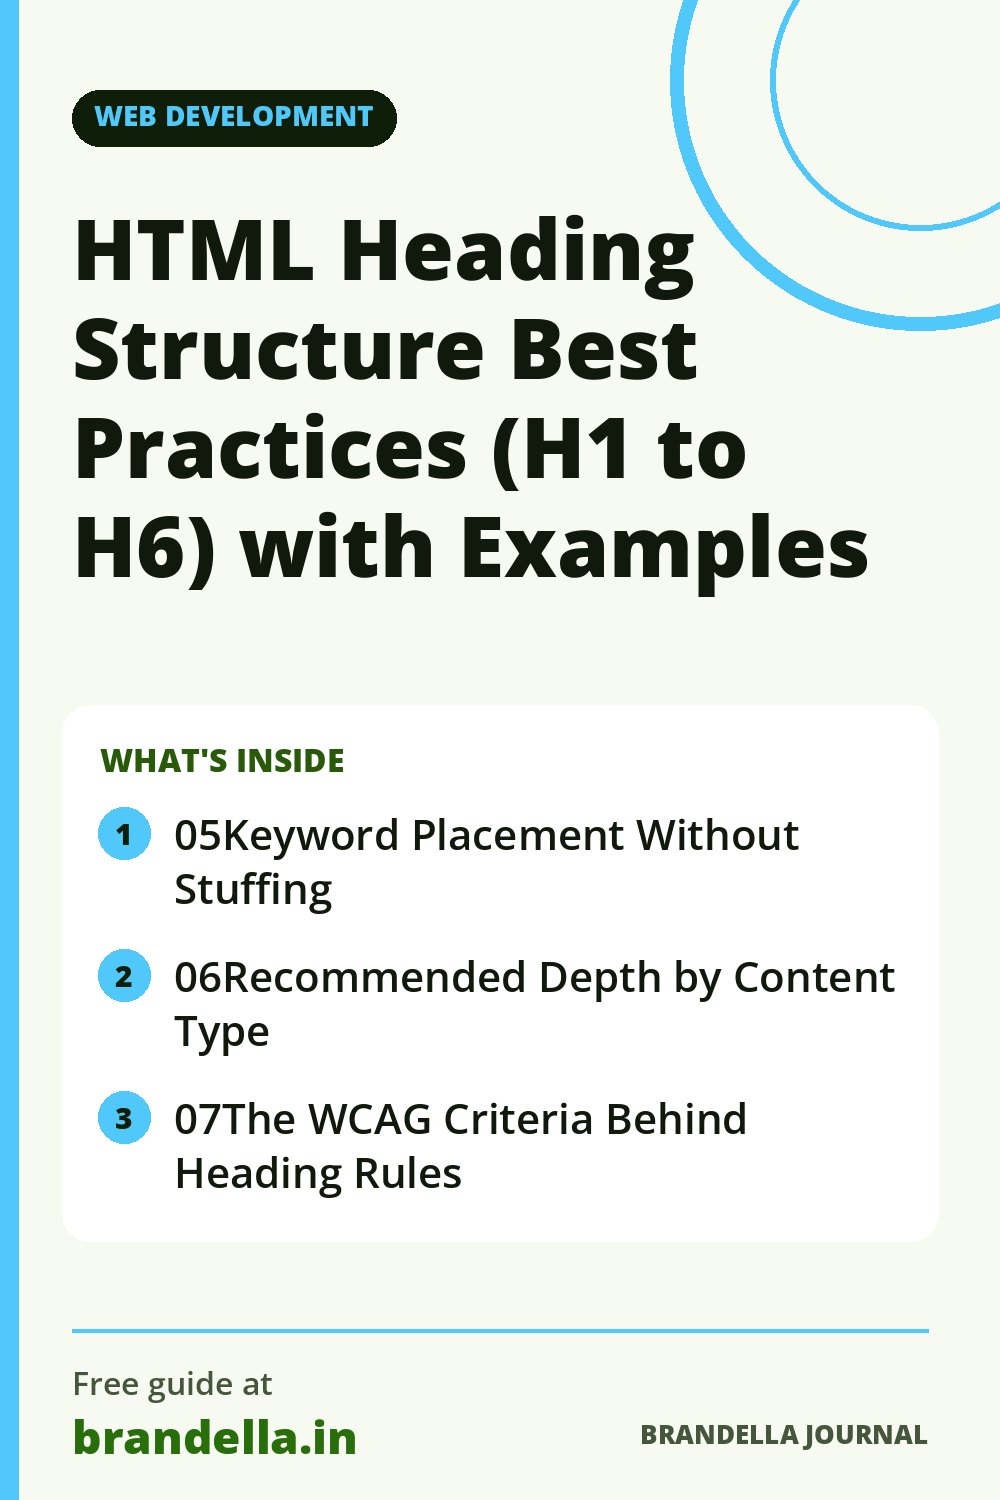 WEB DEVELOPMENT
HTML Heading
Structure Best
Practices (H1 to
H6) with Examples
WHAT'S INSIDE
1 05Keyword Placement Without
Stuffing
2 06Recommended Depth by Content
Type
3 07The WCAG Criteria Behind
Heading Rules
Free guide at
brandella.in
BRANDELLA JOURNAL